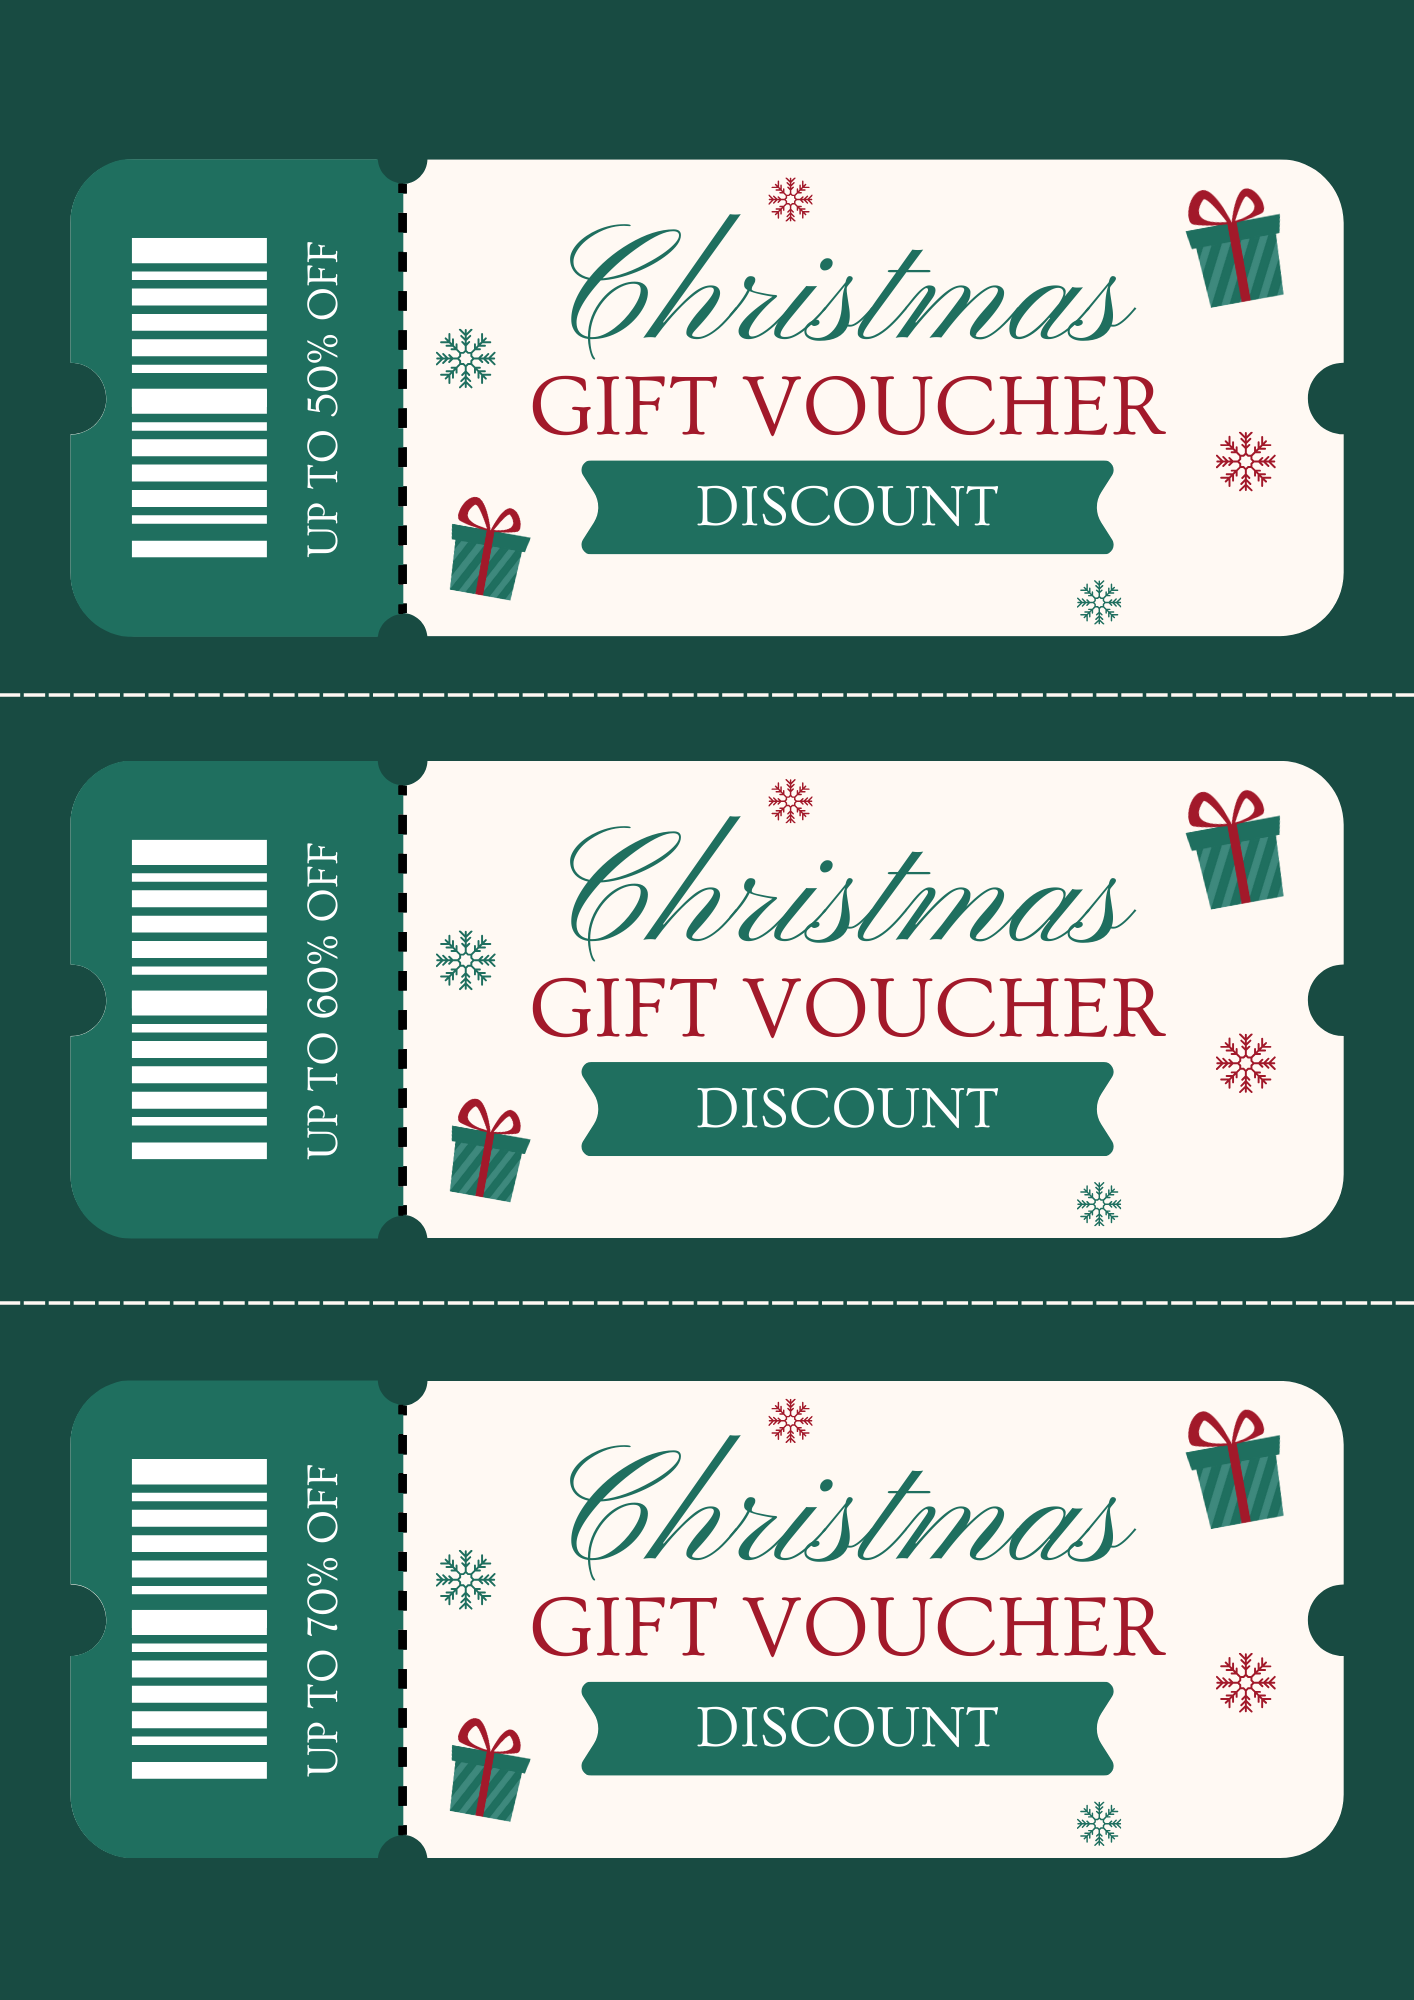 UP TO 50% OFF
Christmas
GIFT VOUCHER
DISCOUNT
UP TO 60% OFF
Christmas
GIFT VOUCHER
DISCOUNT
UP TO 70% OFF
Christmas
GIFT VOUCHER
DISCOUNT